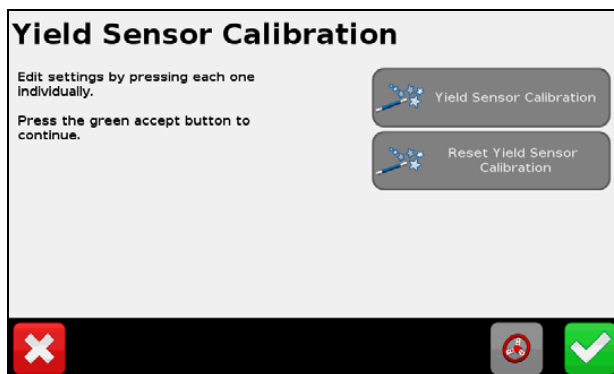 Yield Sensor Calibration
Edit settings by pressing each one
individually.
Press the green accept button to
continue.
Yield Sensor Calibration
Reset Yield Sensor
Calibration